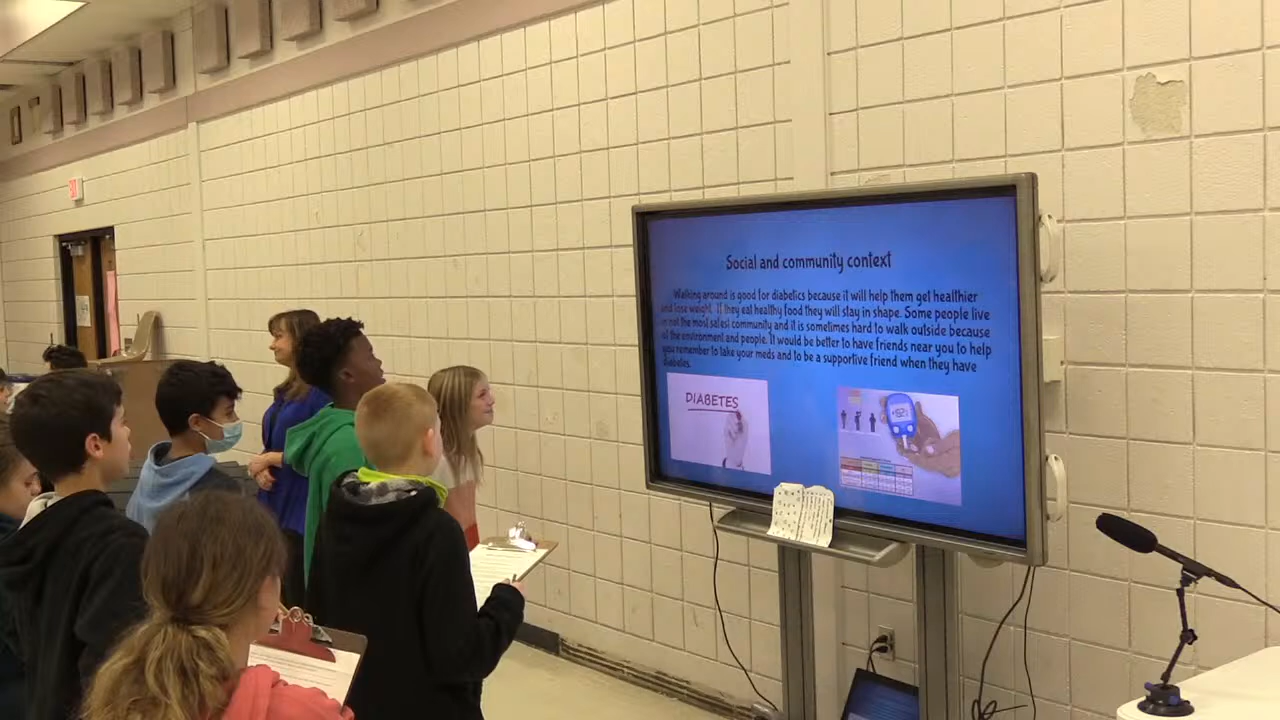 Social and community context
Walking around is good for diabetics because it will help them get healthier
and lose weight. If they eat healthy food they will stay in shape. Some people live
in not the most safest community and it is sometimes hard to walk outside because
of the environment and people. It would be better to have friends near you to help
you remember to take your meds and to be a supportive friend when they have
diabetes.
DIABETES